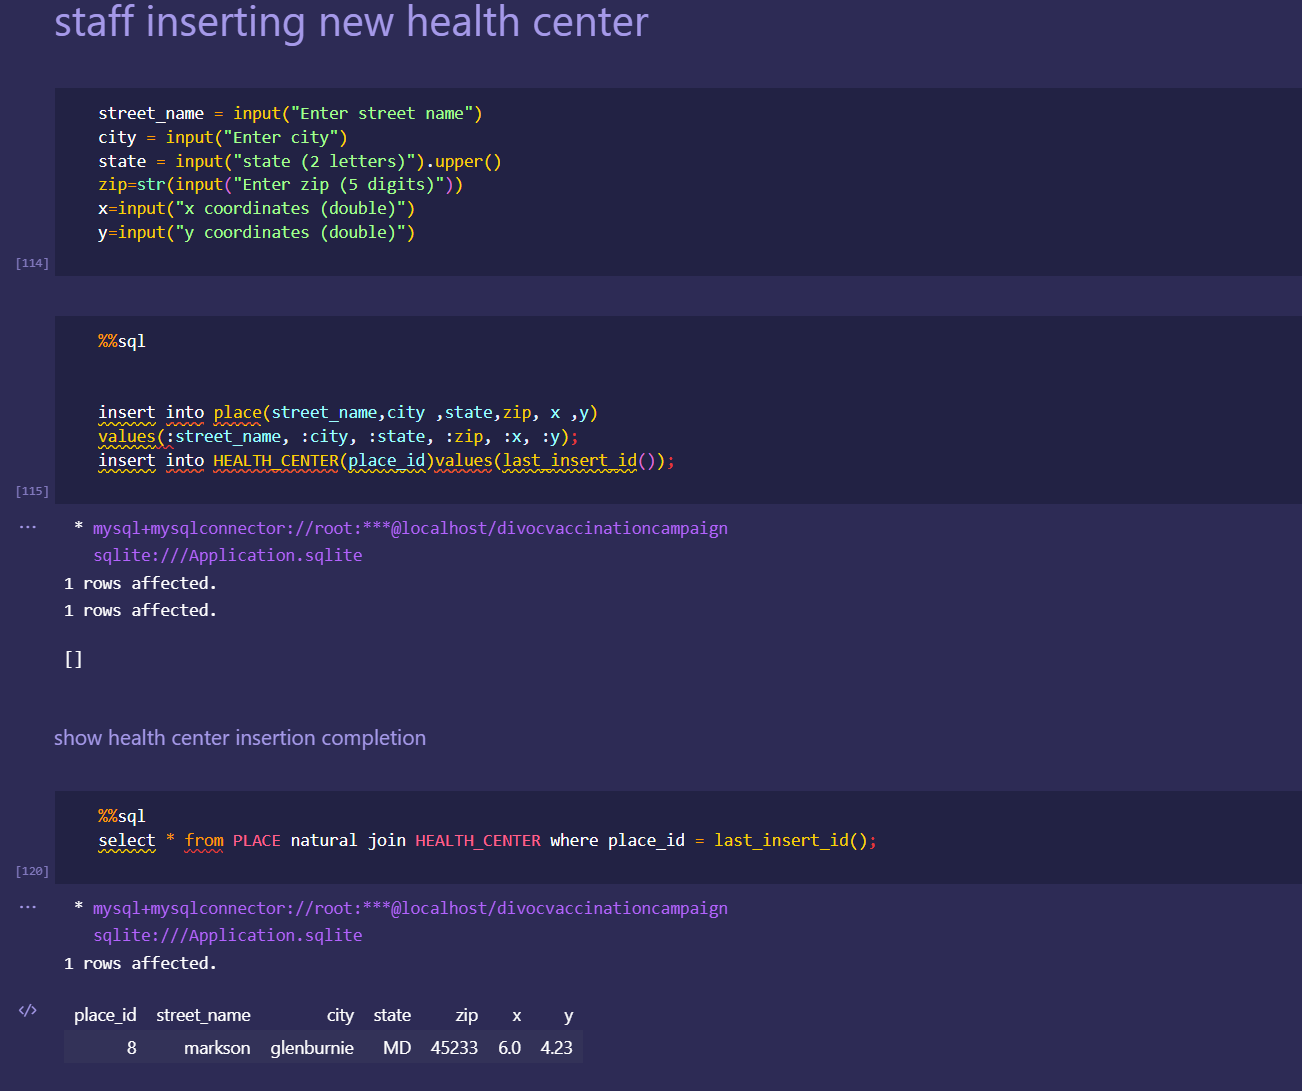 staff inserting new health center
street_name = input("Enter street name")
city = input("Enter city")
state = input("state (2 letters)").upper()
zip=str(input("Enter zip (5 digits)"))
x=input("x coordinates (double)")
y=input("y coordinates (double)")
[114]
%%sql
insert into place(street_name,city ,state,zip, x ,y)
values(:street_name, :city, :state, :zip, :x, :y);
insert into HEALTH_CENTER(place_id)values(last_insert_id());
[115]
... * mysql+mysqlconnector://root:***@localhost/divocvaccinationcampaign
sqlite:///Application.sqlite
1 rows affected.
1 rows affected.
[]
show health center insertion completion
%%sql
select * from PLACE natural join HEALTH_CENTER where place_id = last_insert_id();
[120]
... * mysql+mysqlconnector://root:***@localhost/divocvaccinationcampaign
sqlite:///Application.sqlite
1 rows affected.
</> place_id street_name city state zip x y
8 markson glenburnie MD 45233 6.0 4.23